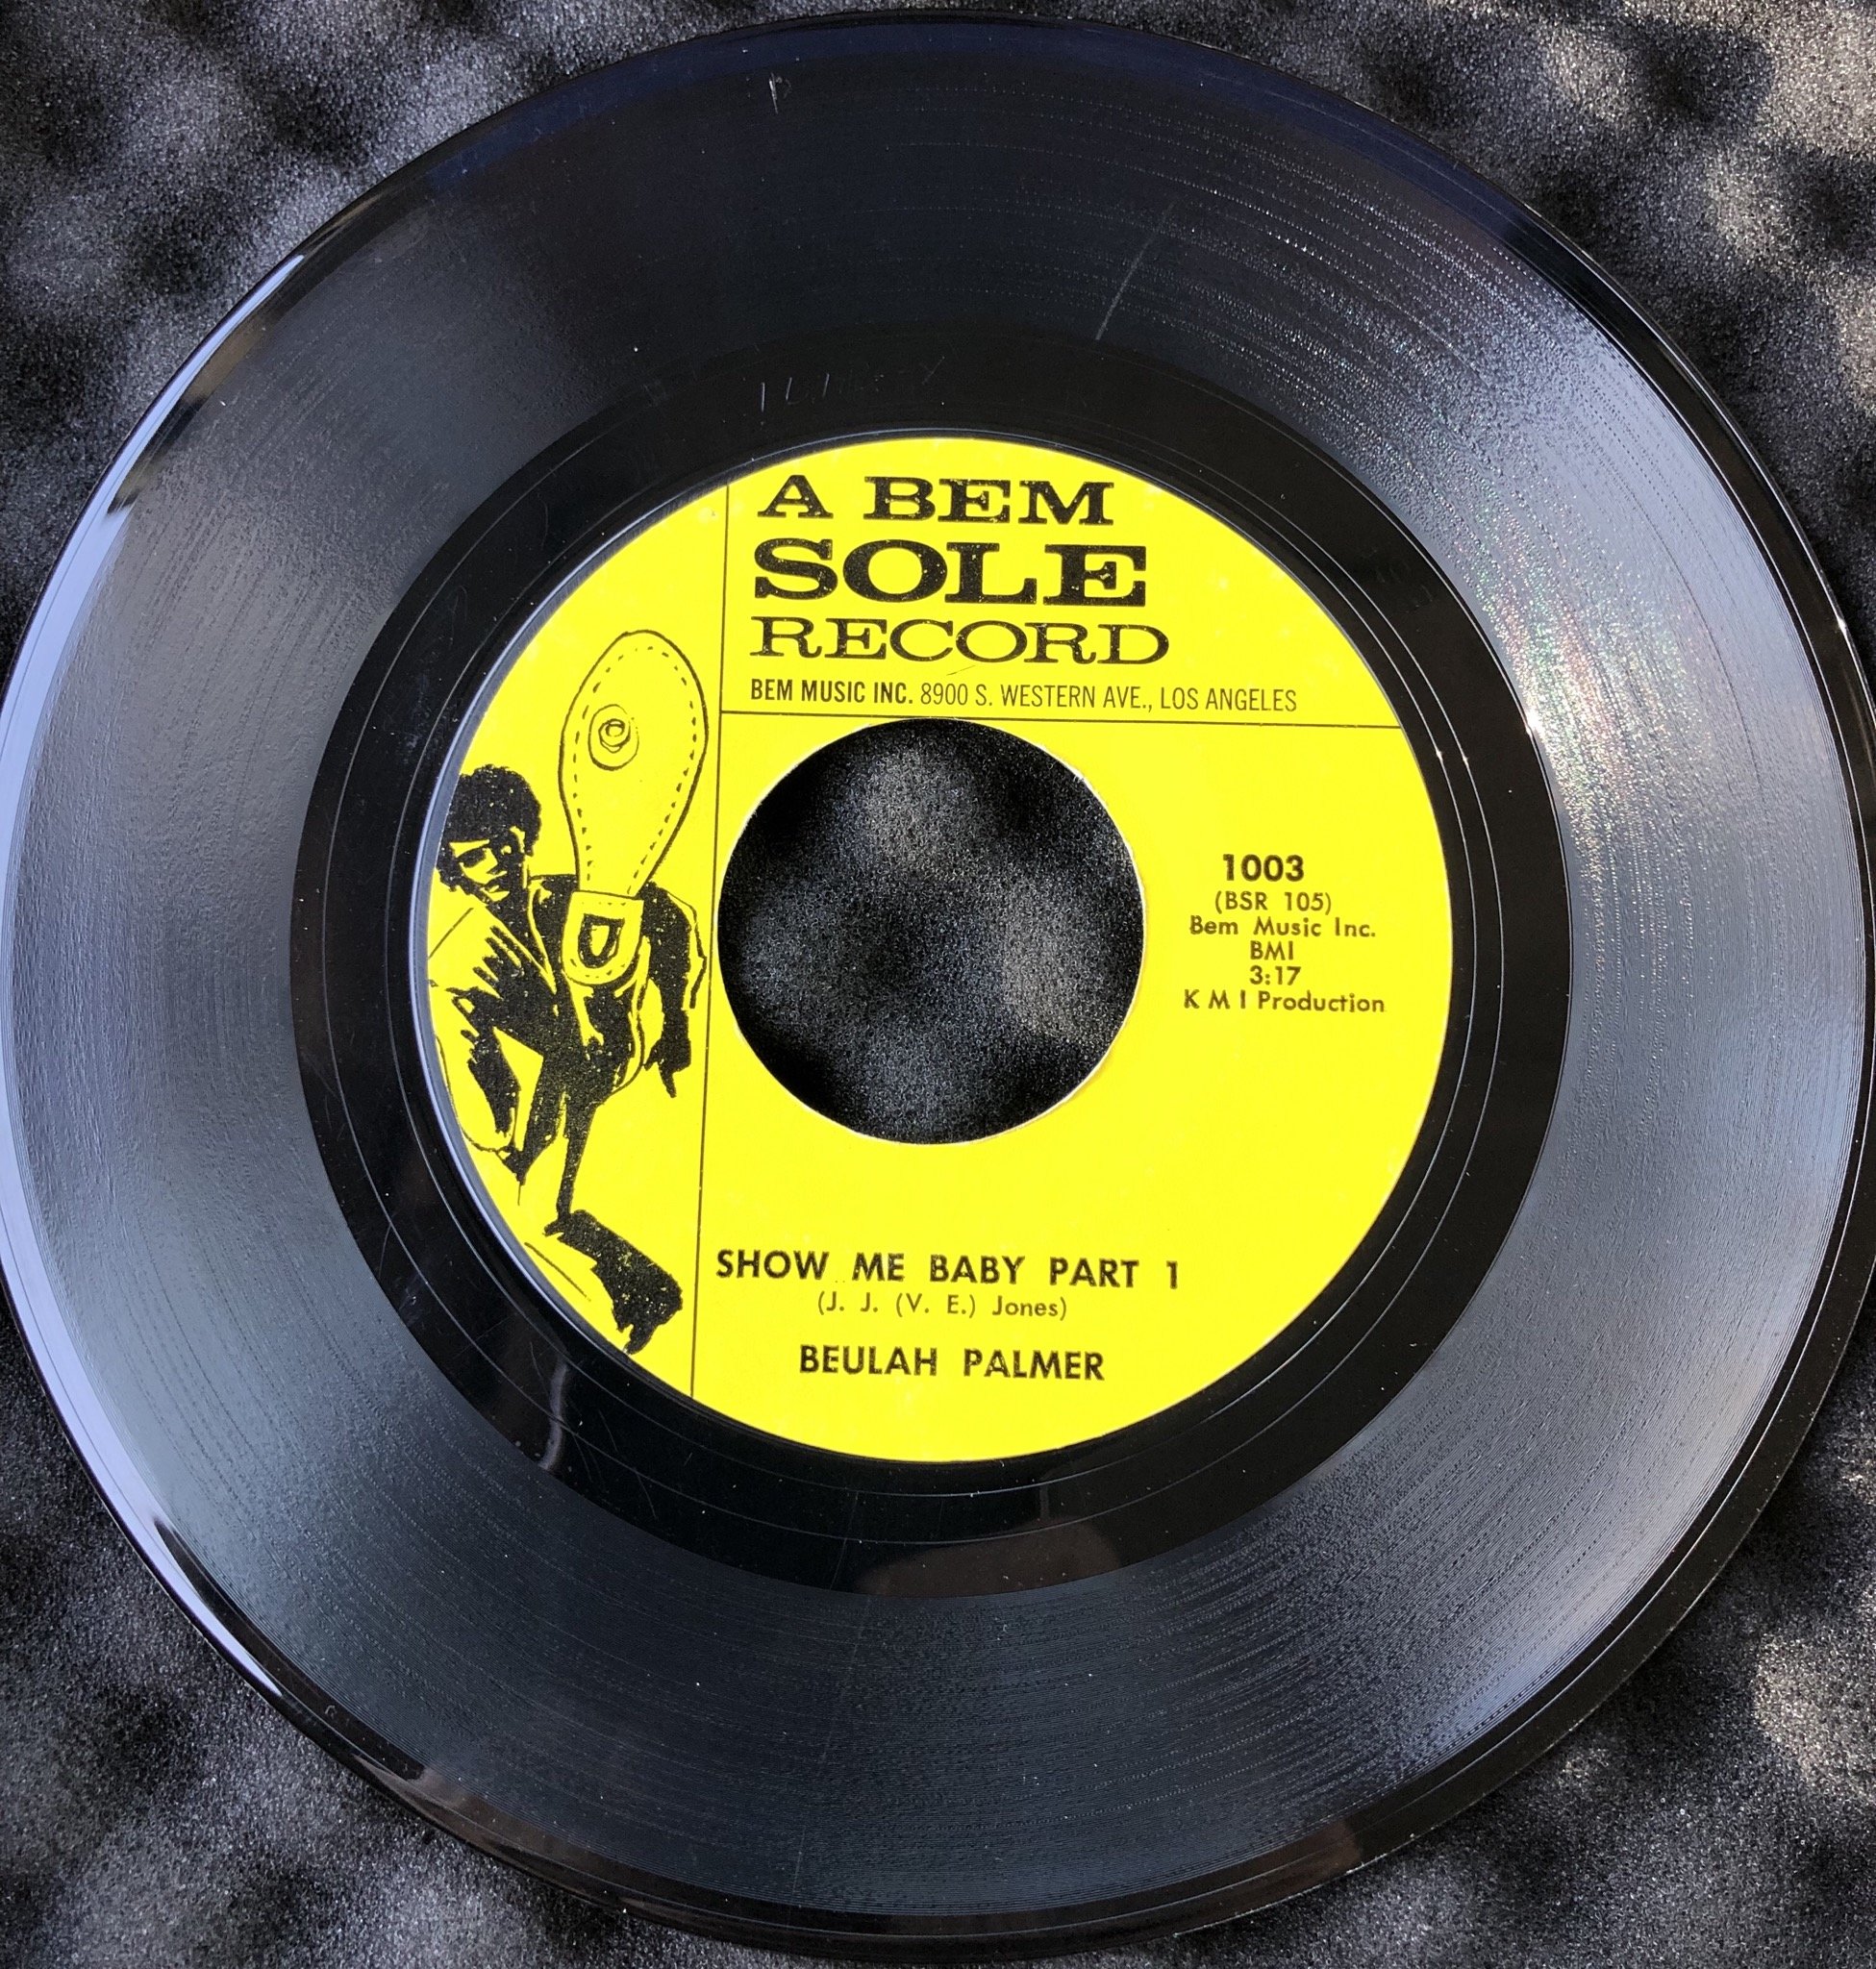 A BEM
SOLE
RECORD
BEM MUSIC INC. 8900 S. WESTERN AVE., LOS ANGELES
1003
(BSR 105)
Bem Music Inc.
BMI
3:17
K M I Production
SHOW ME BABY PART 1
(J. J. (V. E.) Jones)
BEULAH PALMER